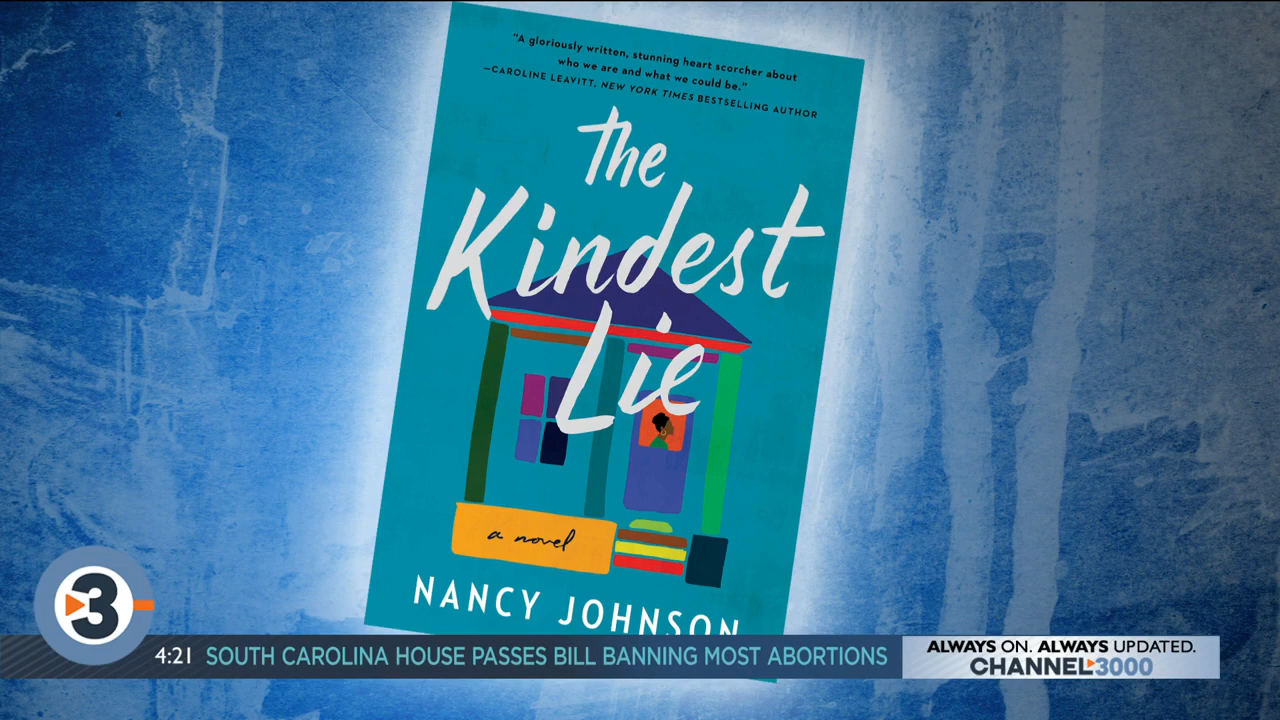 "A gloriously written, stunning heart scorcher about
who we are and what we could be."
—CAROLINE LEAVITT, NEW YORK TIMES BESTSELLING AUTHOR
The
Kindest
Lie
a novel
NANCY JOHNSON
3
4:21 SOUTH CAROLINA HOUSE PASSES BILL BANNING MOST ABORTIONS
ALWAYS ON. ALWAYS UPDATED.
CHANNEL3000